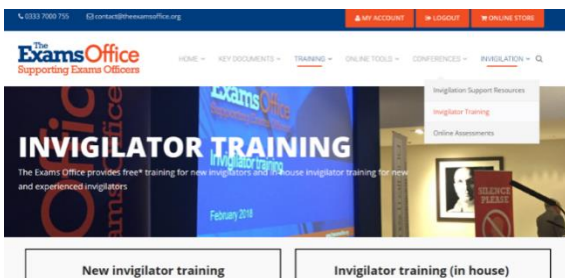 0333 7000 755 contact@theexamsoffice.org MY ACCOUNT LOGOUT ONLINE STORE
The
ExamsOffice
Supporting Exams Officers
HOME KEY DOCUMENTS TRAINING ONLINE TOOLS CONFERENCES INVIGILATION
Invigilation Support Resources
Invigilator Training
Online Assessments
ExamsOffice
Invigilator training
February 2018
SILENCE
PLEASE
INVIGILATOR TRAINING
The Exams Office provides free* training for new invigilators and in-house invigilator training for new
and experienced invigilators
New invigilator training
Invigilator training (in house)